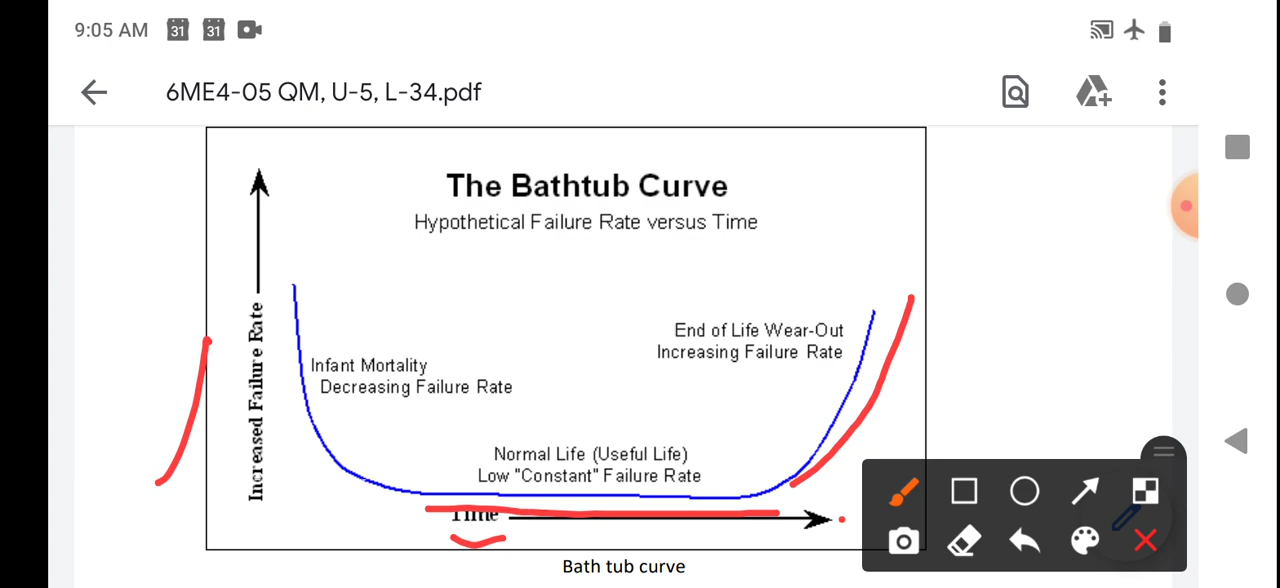 9:05 AM 31 31
6ME4-05 QM, U-5, L-34.pdf
The Bathtub Curve
Hypothetical Failure Rate versus Time
Increased Failure Rate
Infant Mortality
Decreasing Failure Rate
End of Life Wear-Out
Increasing Failure Rate
Normal Life (Useful Life)
Low "Constant" Failure Rate
Time
Bath tub curve